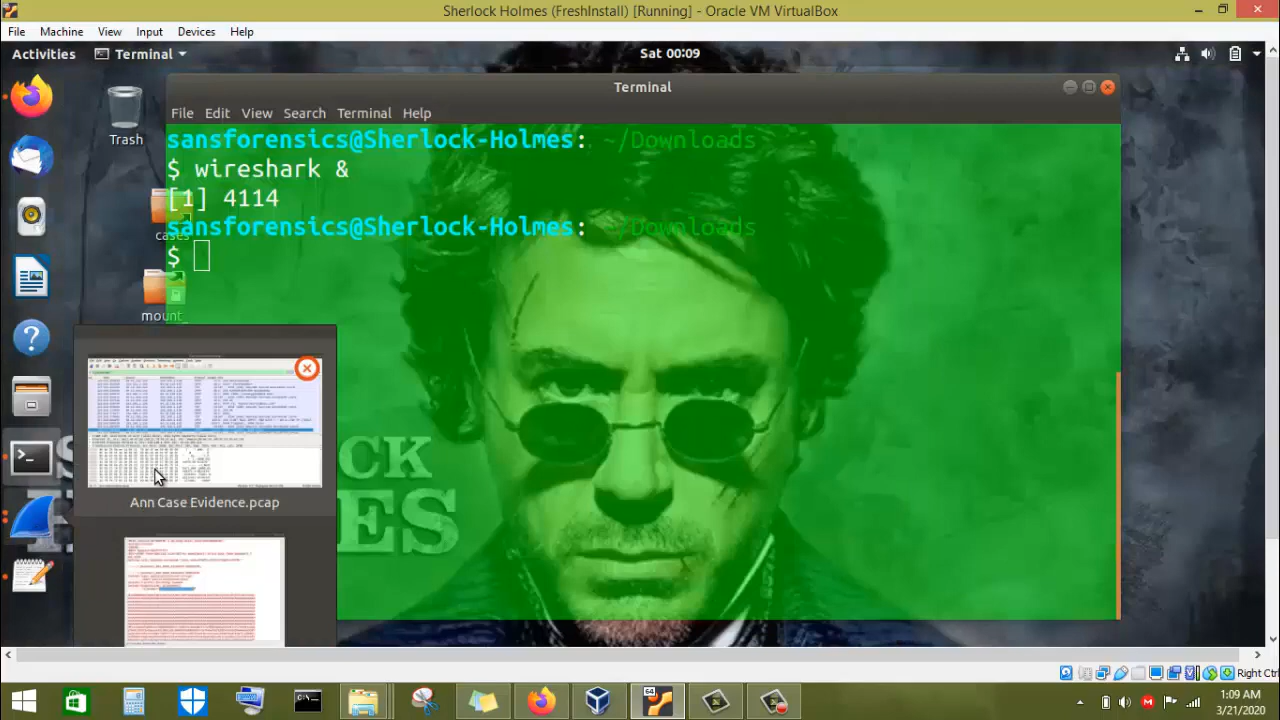 Sherlock Holmes (FreshInstall) [Running] - Oracle VM VirtualBox
File Machine View Input Devices Help
Activities Terminal Sat 00:09
Terminal
File Edit View Search Terminal Help
Trash
sansforensics@Sherlock-Holmes: ~/Downloads
$ wireshark &
[1] 4114
sansforensics@Sherlock-Holmes: ~/Downloads
$
cases
mount
CK
ES
Ann Case Evidence.pcap
Right Ctrl
64
1:09 AM
3/21/2020